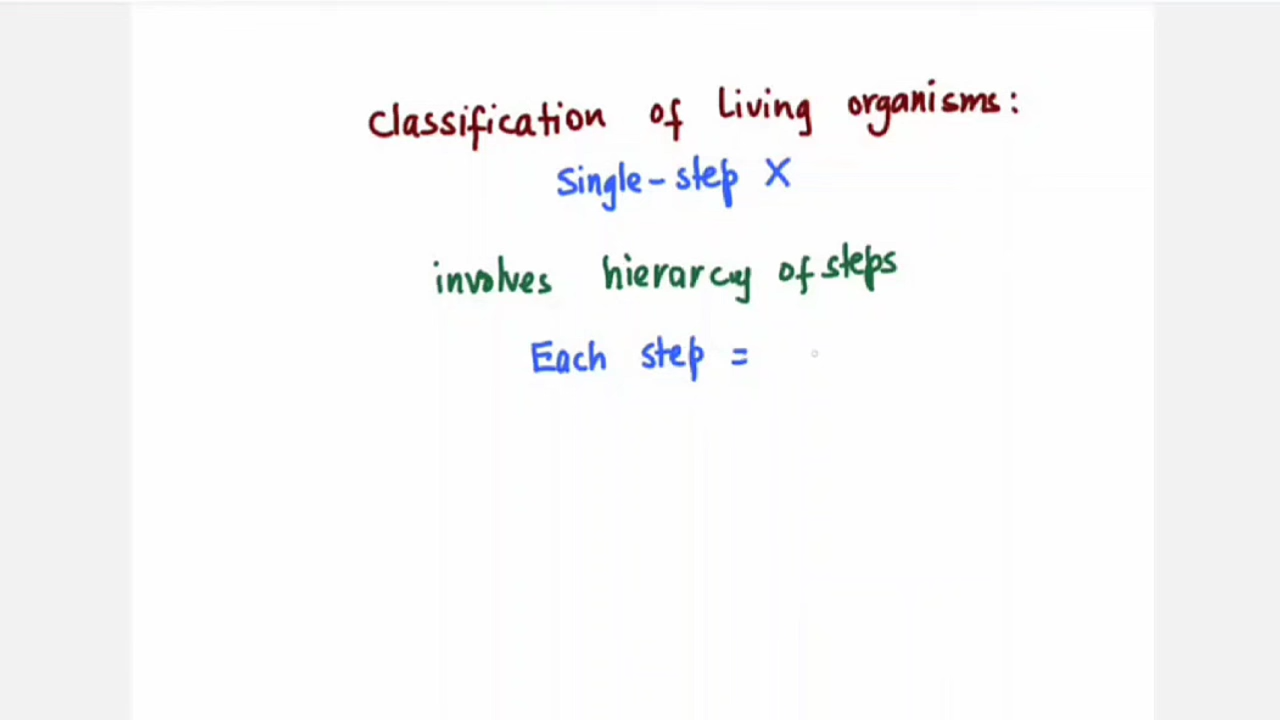 Classification of Living organisms:
Single-step X
involves hierarcy of steps
Each step =